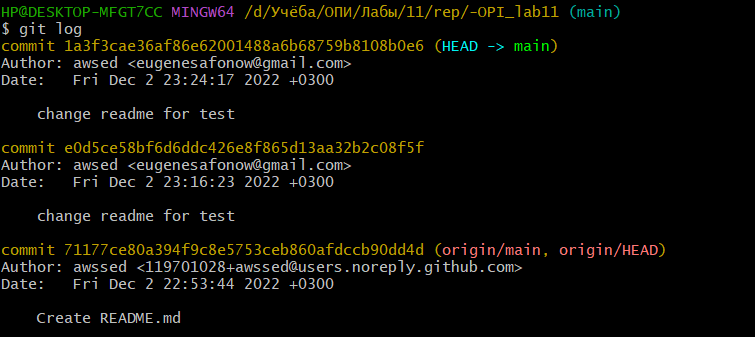 HP@DESKTOP-MFGT7CC MINGW64 /d/Учёба/ОПИ/Лабы/11/rep/-OPI_lab11 (main)
$ git log
commit 1a3f3cae36af86e62001488a6b68759b8108b0e6 (HEAD -> main)
Author: awsed <eugenesafonow@gmail.com>
Date:   Fri Dec 2 23:24:17 2022 +0300

    change readme for test

commit e0d5ce58bf6d6ddc426e8f865d13aa32b2c08f5f
Author: awsed <eugenesafonow@gmail.com>
Date:   Fri Dec 2 23:16:23 2022 +0300

    change readme for test

commit 71177ce80a394f9c8e5753ceb860afdccb90dd4d (origin/main, origin/HEAD)
Author: awssed <119701028+awssed@users.noreply.github.com>
Date:   Fri Dec 2 22:53:44 2022 +0300

    Create README.md